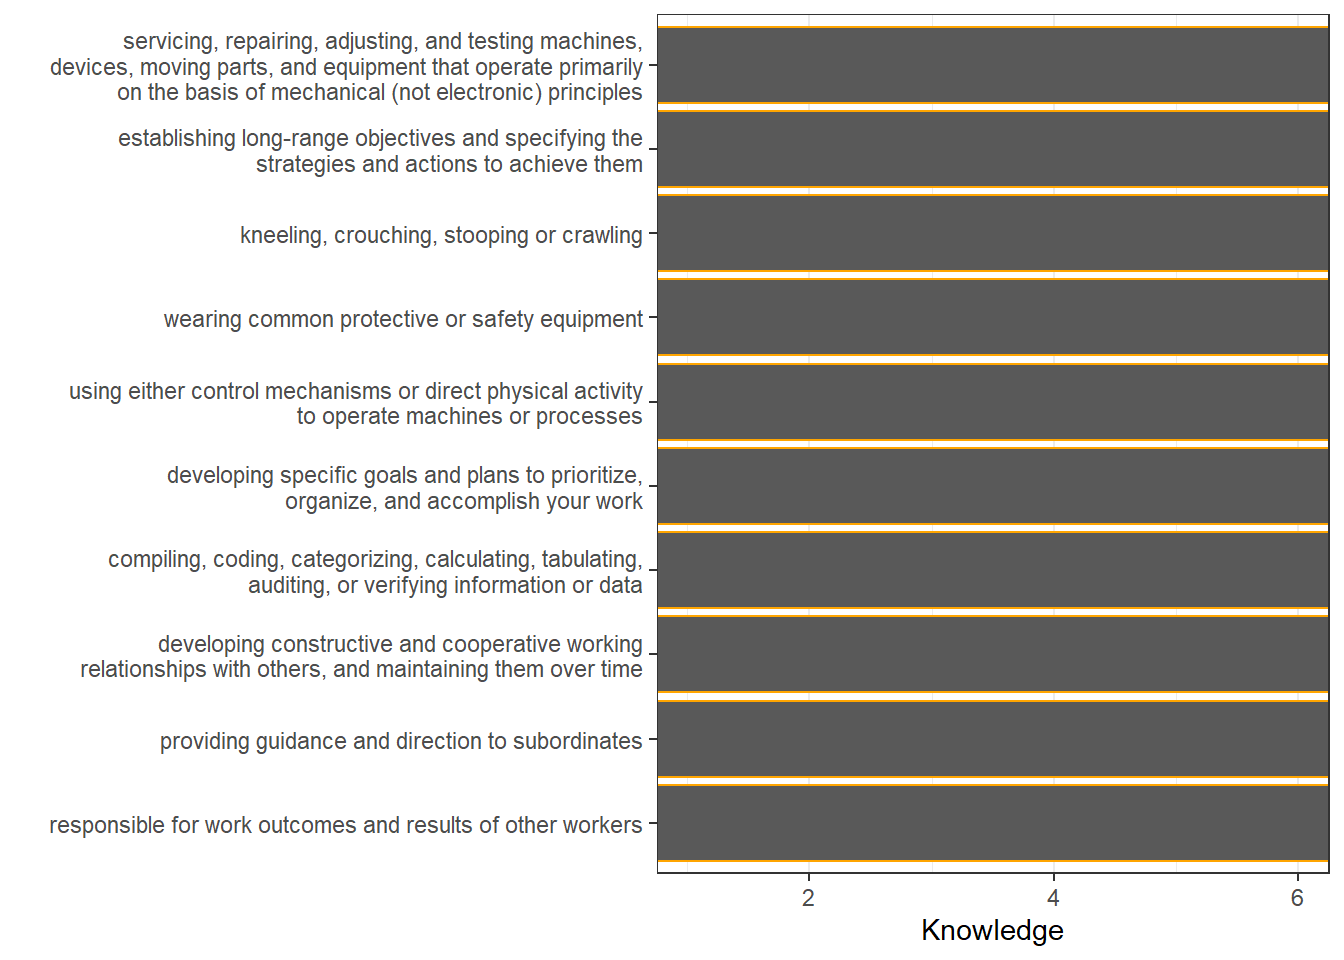 servicing, repairing, adjusting, and testing machines,
devices, moving parts, and equipment that operate primarily
on the basis of mechanical (not electronic) principles
establishing long-range objectives and specifying the
strategies and actions to achieve them
kneeling, crouching, stooping or crawling
wearing common protective or safety equipment
using either control mechanisms or direct physical activity
to operate machines or processes
developing specific goals and plans to prioritize,
organize, and accomplish your work
compiling, coding, categorizing, calculating, tabulating,
auditing, or verifying information or data
developing constructive and cooperative working
relationships with others, and maintaining them over time
providing guidance and direction to subordinates
responsible for work outcomes and results of other workers
2 4 6
Knowledge